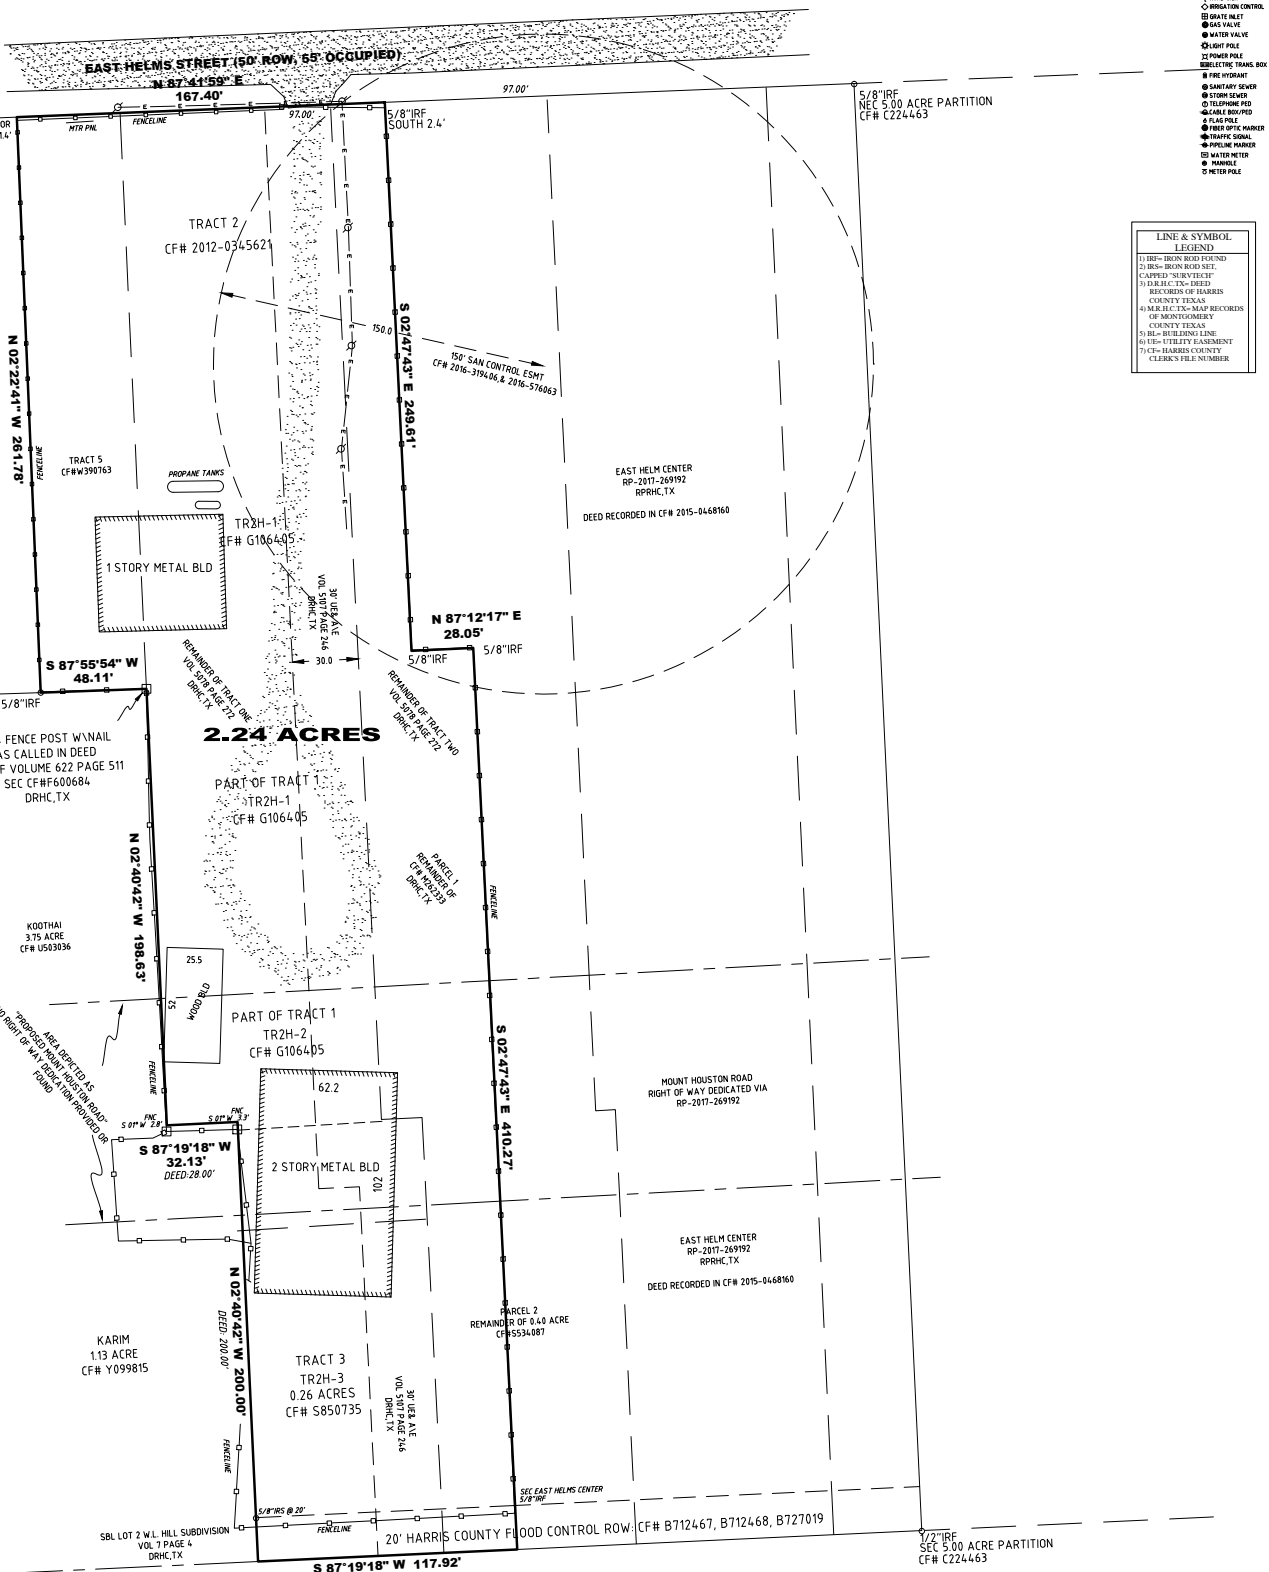 IRRIGATION CONTROL
GRATE INLET
GAS VALVE
WATER VALVE
LIGHT POLE
POWER POLE
ELECTRIC TRANS. BOX
FIRE HYDRANT
SANITARY SEWER
STORM SEWER
TELEPHONE PED
CABLE BOX/PED
FLAG POLE
FIBER OPTIC MARKER
TRAFFIC SIGNAL
PIPELINE MARKER
WATER METER
MANHOLE
METER POLE
LINE & SYMBOL
LEGEND
1) IRF= IRON ROD FOUND
2) IRS= IRON ROD SET,
CAPPED "SURVTECH"
3) D.R.H.C.TX= DEED
RECORDS OF HARRIS
COUNTY TEXAS
4) M.R.H.C.TX= MAP RECORDS
OF MONTGOMERY
COUNTY TEXAS
5) BL= BUILDING LINE
6) UE= UTILITY EASEMENT
7) CF= HARRIS COUNTY
CLERK'S FILE NUMBER
EAST HELMS STREET (50' ROW, 55' OCCUPIED)
N 87°41'59" E
167.40'
97.00'
97.00'
5/8"IRF
NEC 5.00 ACRE PARTITION
CF# C224463
5/8"IRF
SOUTH 2.4'
OR
1.4'
MTR PNL
FENCELINE
TRACT 2
CF# 2012-0345621
150.0
150' SAN CONTROL ESMT
CF# 2016-319406,& 2016-576063
N 02°22'41" W 261.78'
FENCELINE
S 02°47'43" E 249.61'
TRACT 5
CF#W390763
PROPANE TANKS
TR2H-1
CF# G106405
1 STORY METAL BLD
EAST HELM CENTER
RP-2017-269192
RPRHC,TX
DEED RECORDED IN CF# 2015-0468160
30' UE& A\E
VOL 5107 PAGE 246
DRHC,TX
30.0
N 87°12'17" E
28.05'
5/8"IRF
5/8"IRF
S 87°55'54" W
48.11'
5/8"IRF
REMAINDER OF TRACT ONE
VOL 5078 PAGE 272
DRHC,TX
REMAINDER OF TRACT TWO
VOL 5078 PAGE 272
DRHC,TX
2.24 ACRES
FENCE POST W\NAIL
AS CALLED IN DEED
F VOLUME 622 PAGE 511
SEC CF#F600684
DRHC,TX
PART OF TRACT 1
TR2H-1
CF# G106405
N 02°40'42" W 198.63'
PARCEL 1
REMAINDER OF
CF# M262333
DRHC,TX
FENCELINE
KOOTHAI
3.75 ACRE
CF# U503036
25.5
52
WOOD BLD
PART OF TRACT 1
TR2H-2
CF# G106405
AREA DEPICTED AS
"PROPOSED MOUNT HOUSTON ROAD"
NO RIGHT OF WAY DEDICATION PROVIDED OR
FOUND
FENCELINE
S 02°47'43" E 410.27'
62.2
MOUNT HOUSTON ROAD
RIGHT OF WAY DEDICATED VIA
RP-2017-269192
FNC
S 01° W 2.8'
FNC
S 01° W 3.3'
S 87°19'18" W
32.13'
DEED:28.00'
2 STORY METAL BLD
102
EAST HELM CENTER
RP-2017-269192
RPRHC,TX
DEED RECORDED IN CF# 2015-0468160
N 02°40'42" W 200.00'
DEED: 200.00'
PARCEL 2
REMAINDER OF 0.40 ACRE
CF#S534087
KARIM
1.13 ACRE
CF# Y099815
TRACT 3
TR2H-3
0.26 ACRES
CF# S850735
30' UE& A\E
VOL 5107 PAGE 246
DRHC,TX
FENCELINE
SEC EAST HELMS CENTER
5/8"IRF
5/8"IRS @ 20'
FENCELINE
SBL LOT 2 W.L. HILL SUBDIVISION
VOL 7 PAGE 4
DRHC,TX
20' HARRIS COUNTY FLOOD CONTROL ROW: CF# B712467, B712468, B727019
1/2"IRF
SEC 5.00 ACRE PARTITION
CF# C224463
S 87°19'18" W 117.92'